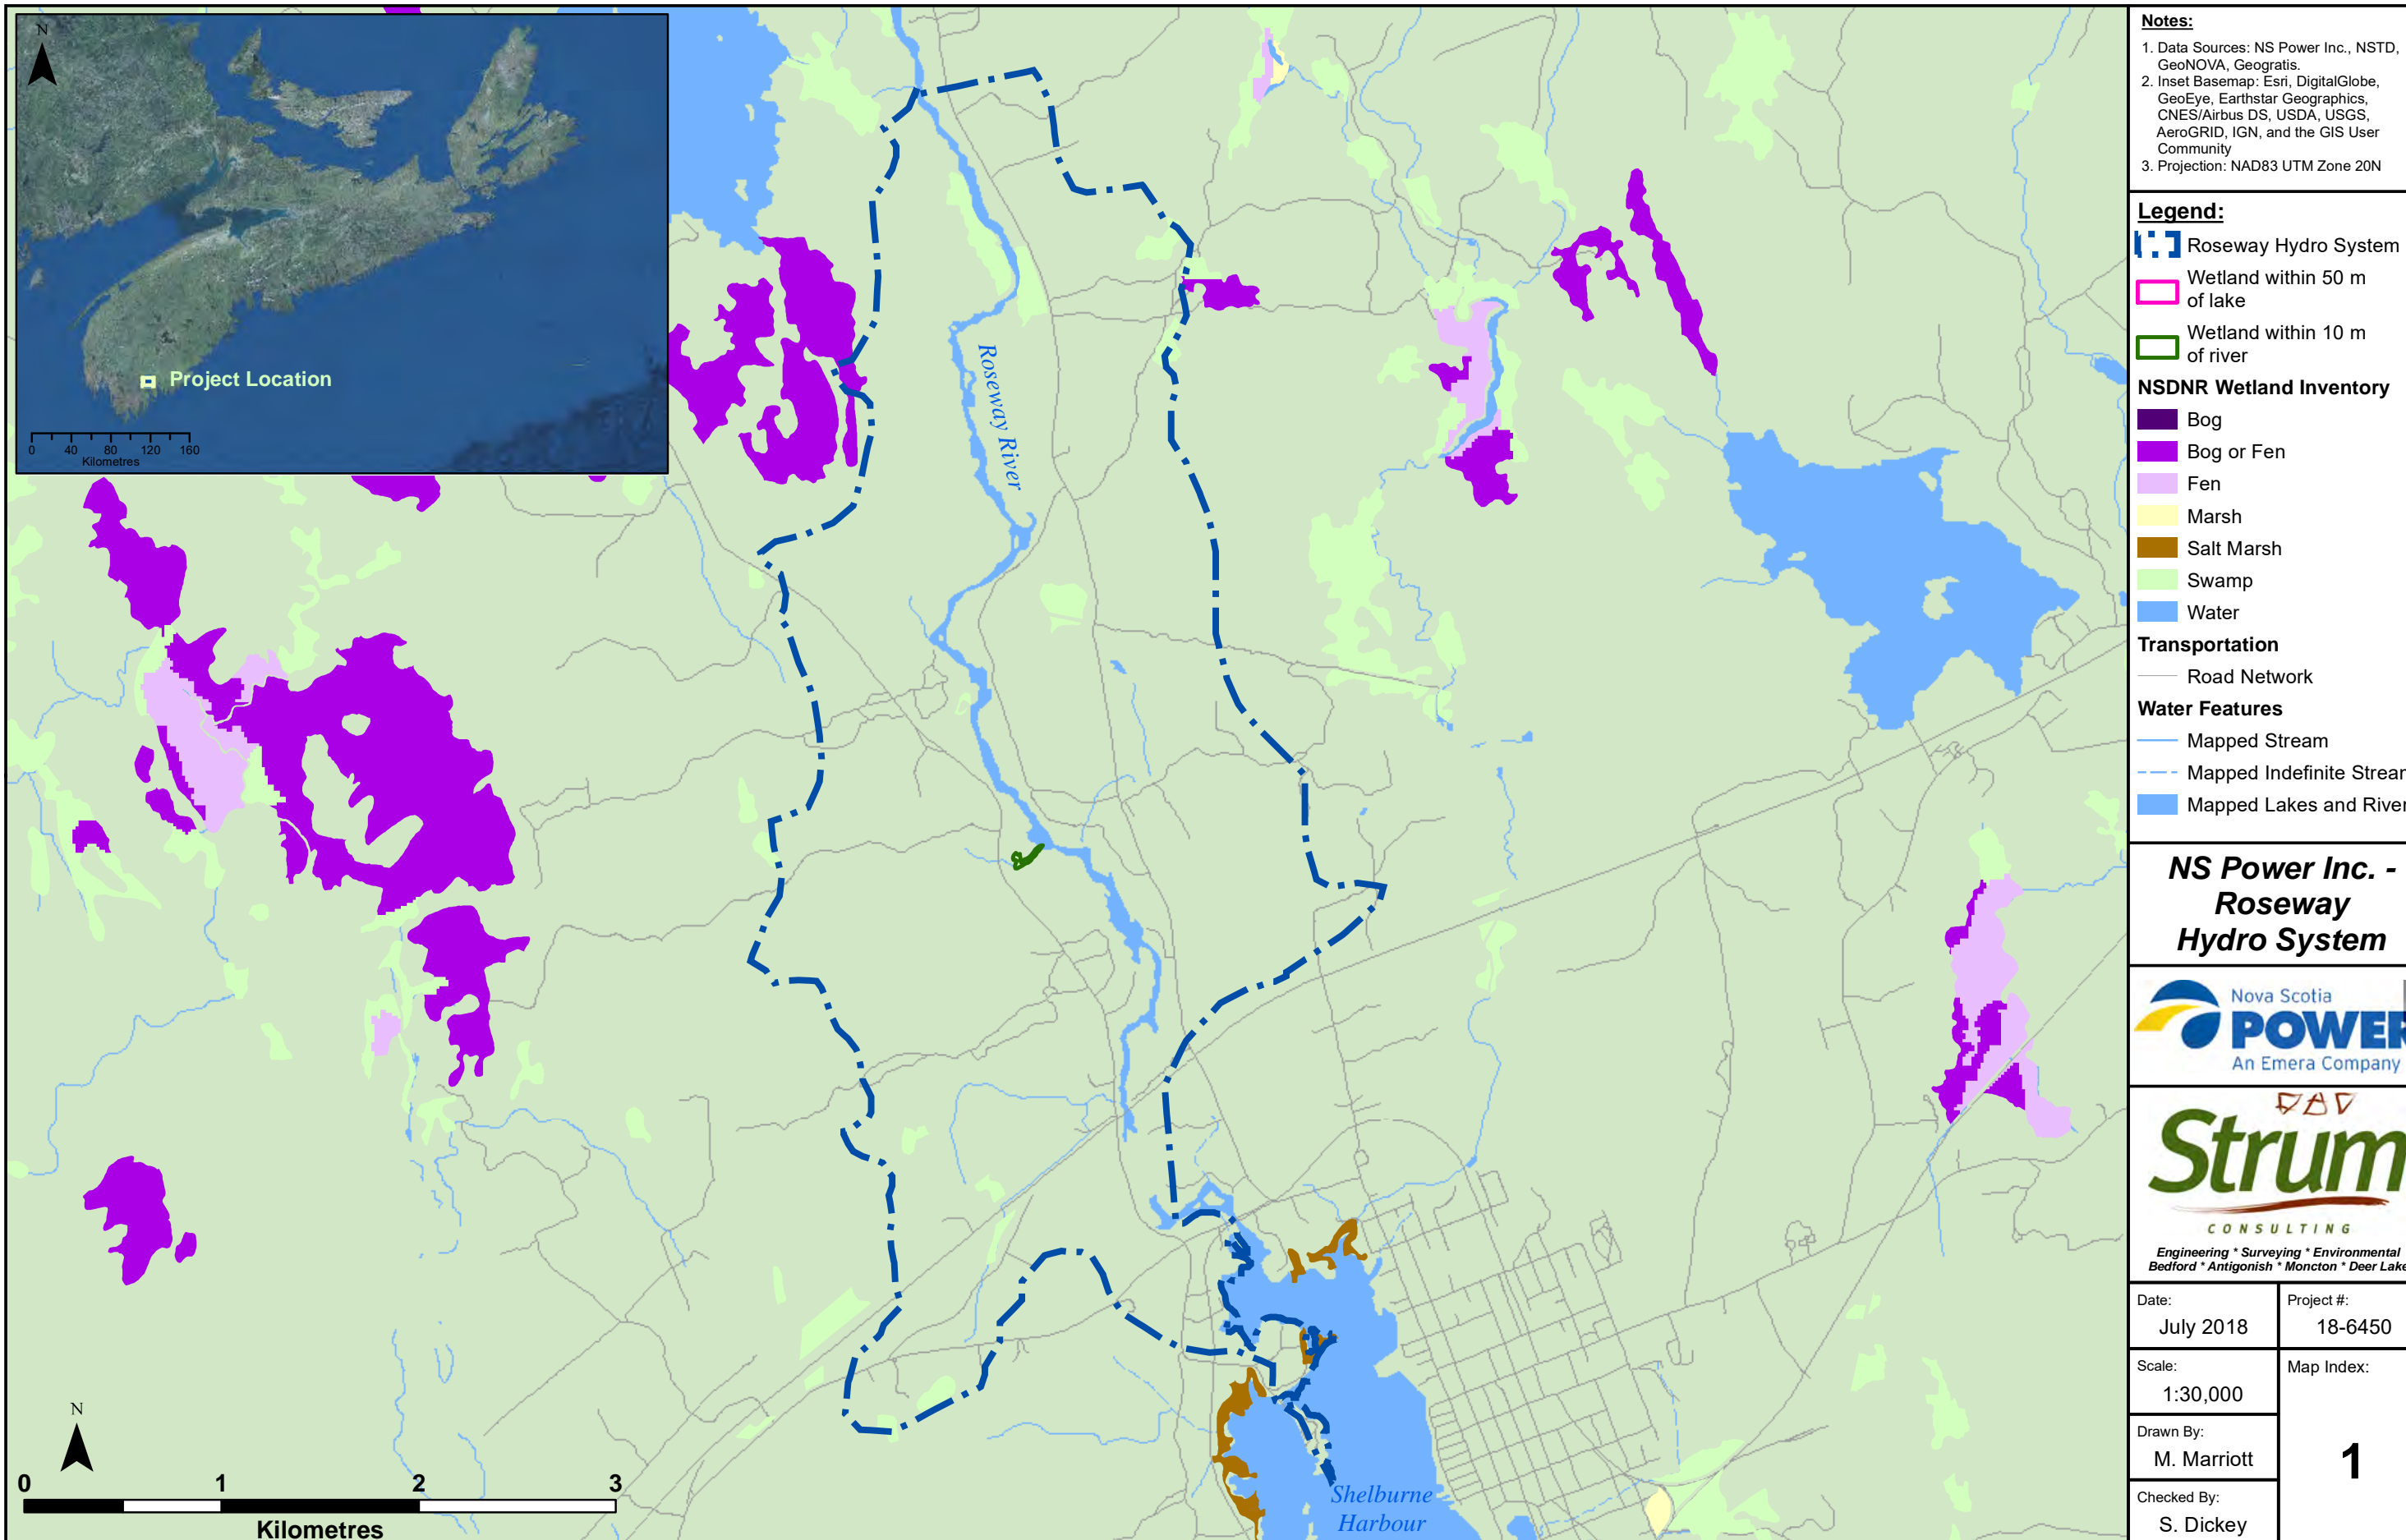 N
Project Location
0 40 80 120 160
Kilometres
Roseway River
Shelburne
Harbour
N
0 1 2 3
Kilometres
Notes:
1. Data Sources: NS Power Inc., NSTD,
GeoNOVA, Geogratis.
2. Inset Basemap: Esri, DigitalGlobe,
GeoEye, Earthstar Geographics,
CNES/Airbus DS, USDA, USGS,
AeroGRID, IGN, and the GIS User
Community
3. Projection: NAD83 UTM Zone 20N
Legend:
Roseway Hydro System
Wetland within 50 m
of lake
Wetland within 10 m
of river
NSDNR Wetland Inventory
Bog
Bog or Fen
Fen
Marsh
Salt Marsh
Swamp
Water
Transportation
Road Network
Water Features
Mapped Stream
Mapped Indefinite Stream
Mapped Lakes and River
NS Power Inc. -
Roseway
Hydro System
Nova Scotia
POWER
An Emera Company
Strum
CONSULTING
Engineering * Surveying * Environmental
Bedford * Antigonish * Moncton * Deer Lake
Date:
July 2018
Project #:
18-6450
Scale:
1:30,000
Map Index:
1
Drawn By:
M. Marriott
Checked By:
S. Dickey